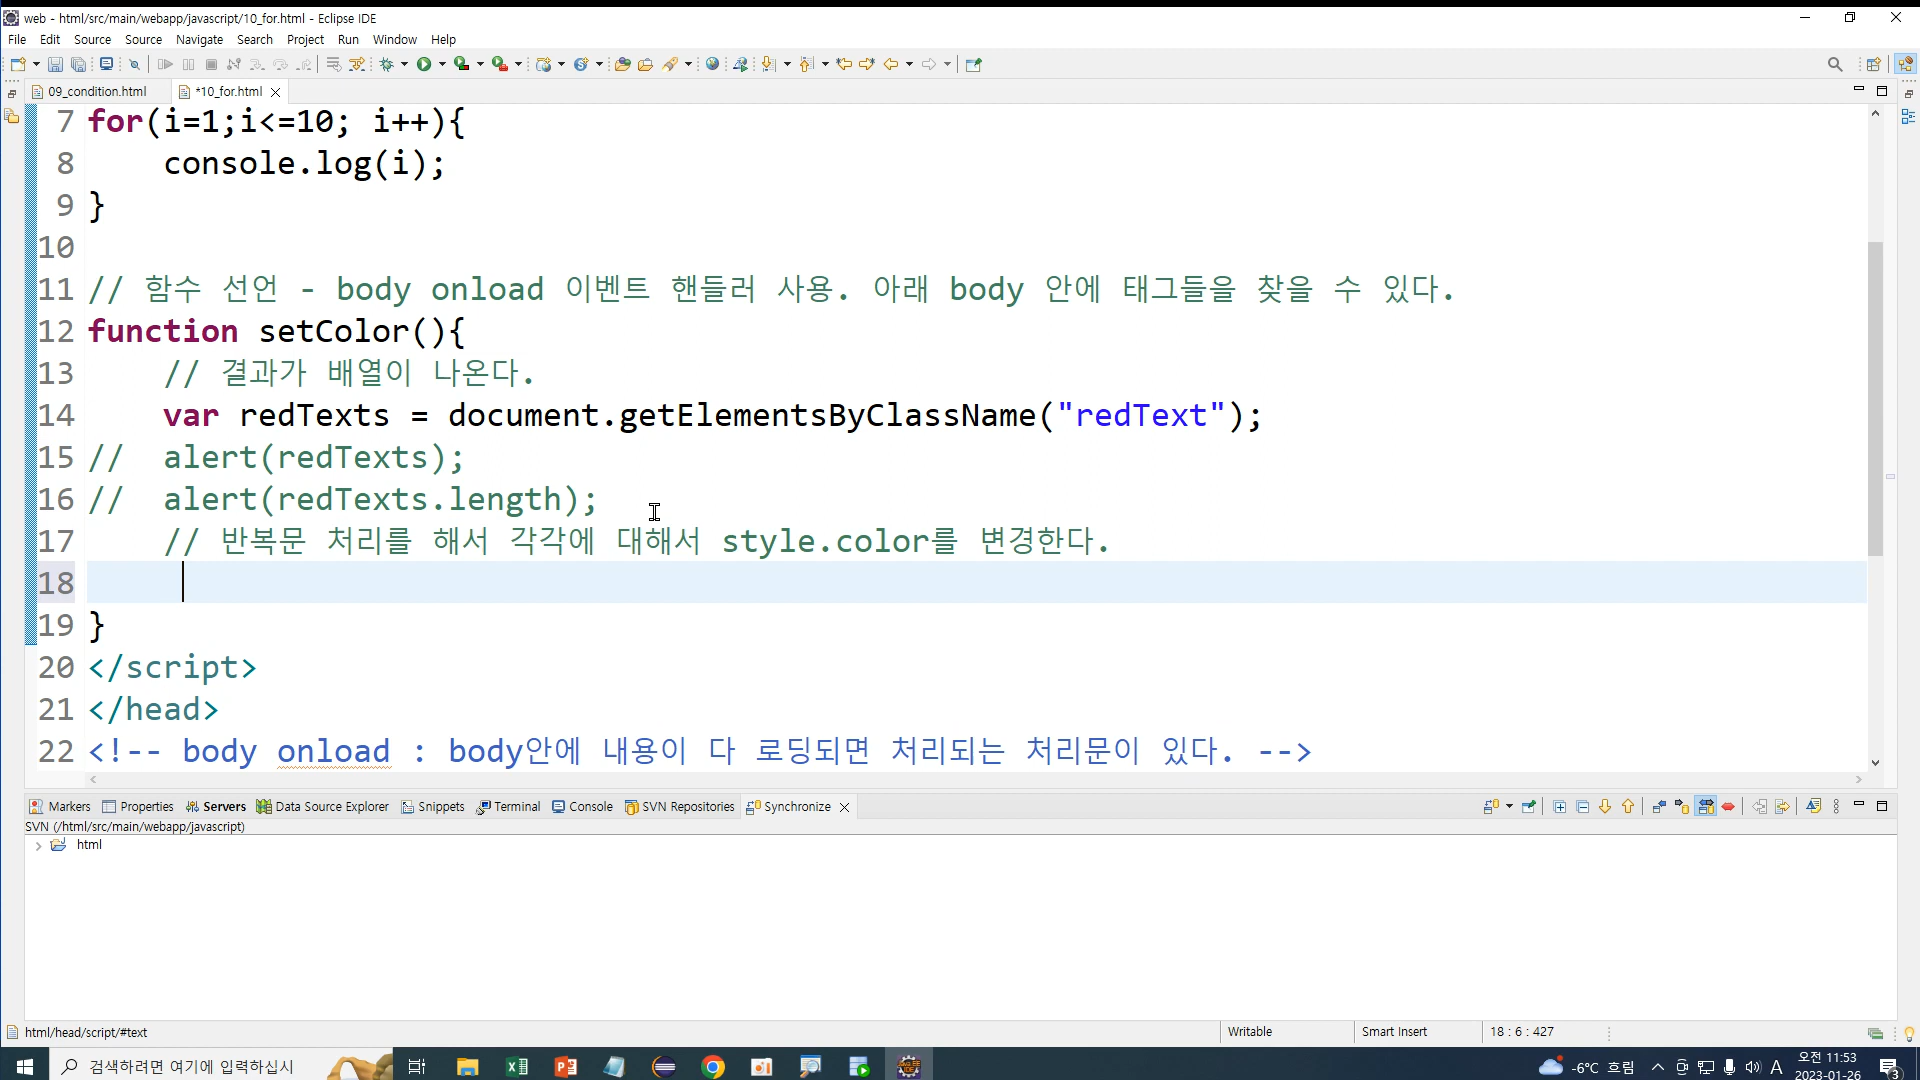 web - html/src/main/webapp/javascript/10_for.html - Eclipse IDE
File Edit Source Source Navigate Search Project Run Window Help
09_condition.html *10_for.html
7 for(i=1;i<=10; i++){
8 console.log(i);
9 }
10
11 // 함수 선언 - body onload 이벤트 핸들러 사용. 아래 body 안에 태그들을 찾을 수 있다.
12 function setColor(){
13 // 결과가 배열이 나온다.
14 var redTexts = document.getElementsByClassName("redText");
15 // alert(redTexts);
16 // alert(redTexts.length);
17 // 반복문 처리를 해서 각각에 대해서 style.color를 변경한다.
18
19 }
20 </script>
21 </head>
22 <!-- body onload : body안에 내용이 다 로딩되면 처리되는 처리문이 있다. -->
Markers Properties Servers Data Source Explorer Snippets Terminal Console SVN Repositories Synchronize
SVN (/html/src/main/webapp/javascript)
html
html/head/script/#text Writable Smart Insert 18 : 6 : 427
검색하려면 여기에 입력하십시 -6°C 흐림 A 오전 11:53
2023-01-26 3